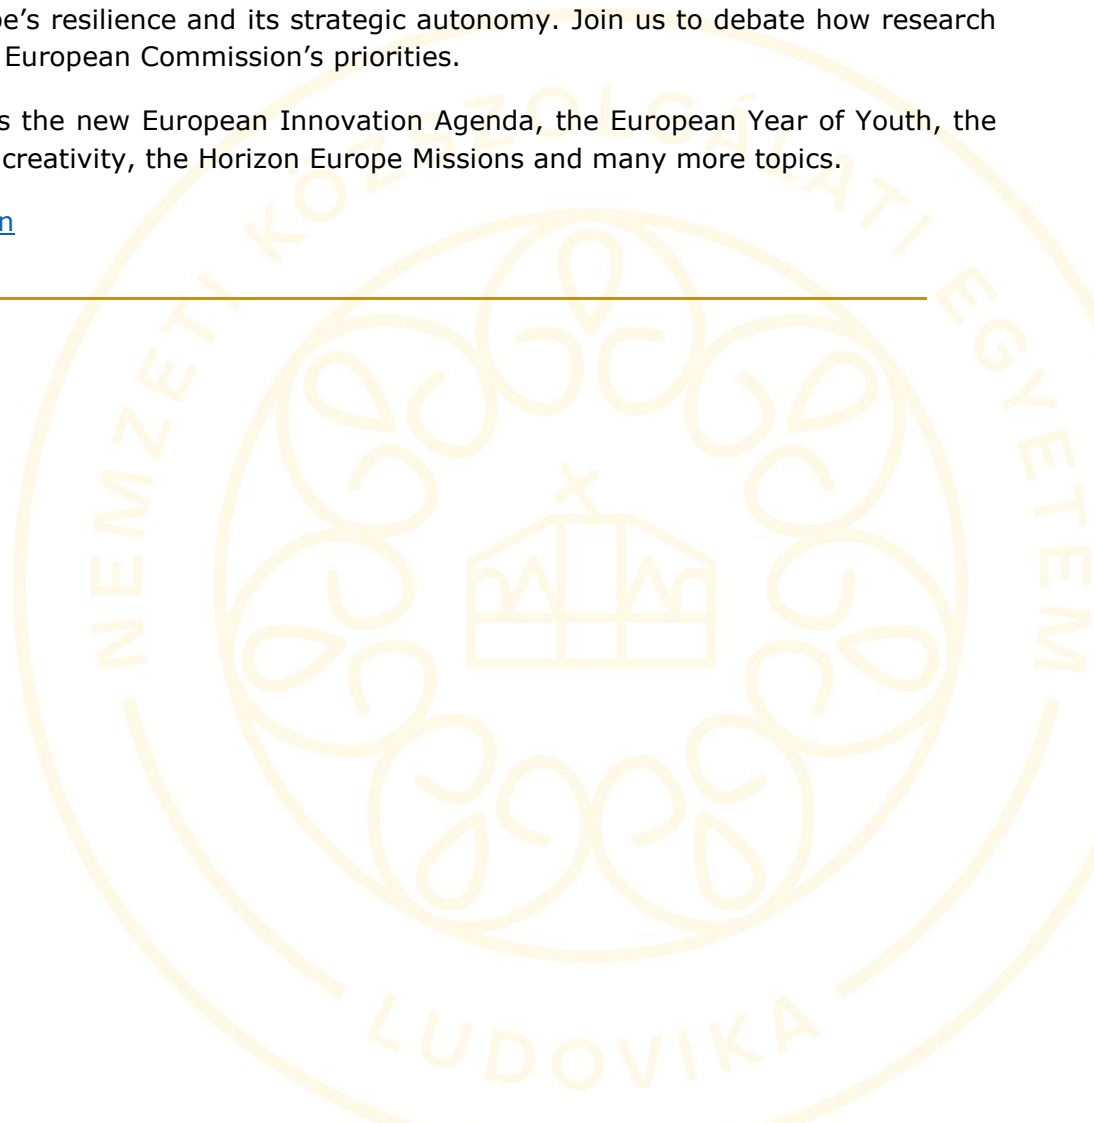 pe’s resilience and its strategic autonomy. Join us to debate how research
European Commission’s priorities.
s the new European Innovation Agenda, the European Year of Youth, the
creativity, the Horizon Europe Missions and many more topics.
n
NEMZETI KÖZSZOLGÁLATI EGYETEM
LUDOVIKA